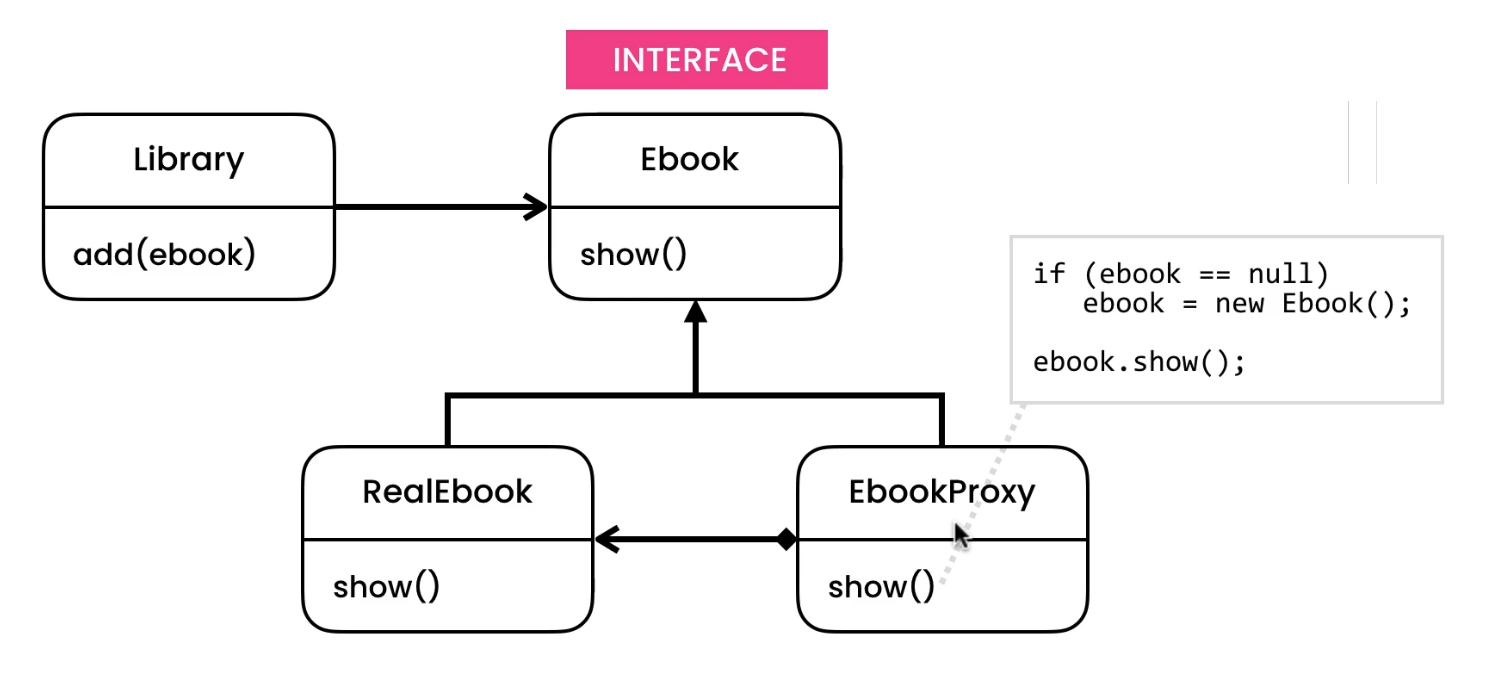 INTERFACE
Library
add(ebook)
Ebook
show()
if (ebook == null)
   ebook = new Ebook();
ebook.show();
RealEbook
show()
EbookProxy
show()